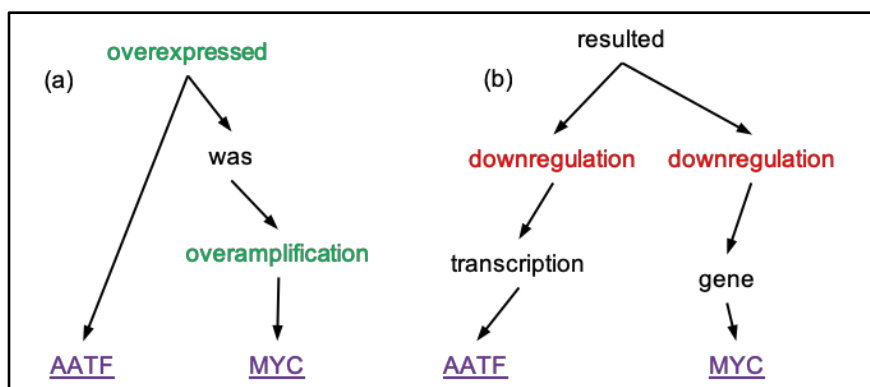 (a)
overexpressed
was
overamplification
AATF MYC
(b)
resulted
downregulation downregulation
transcription
gene
AATF MYC